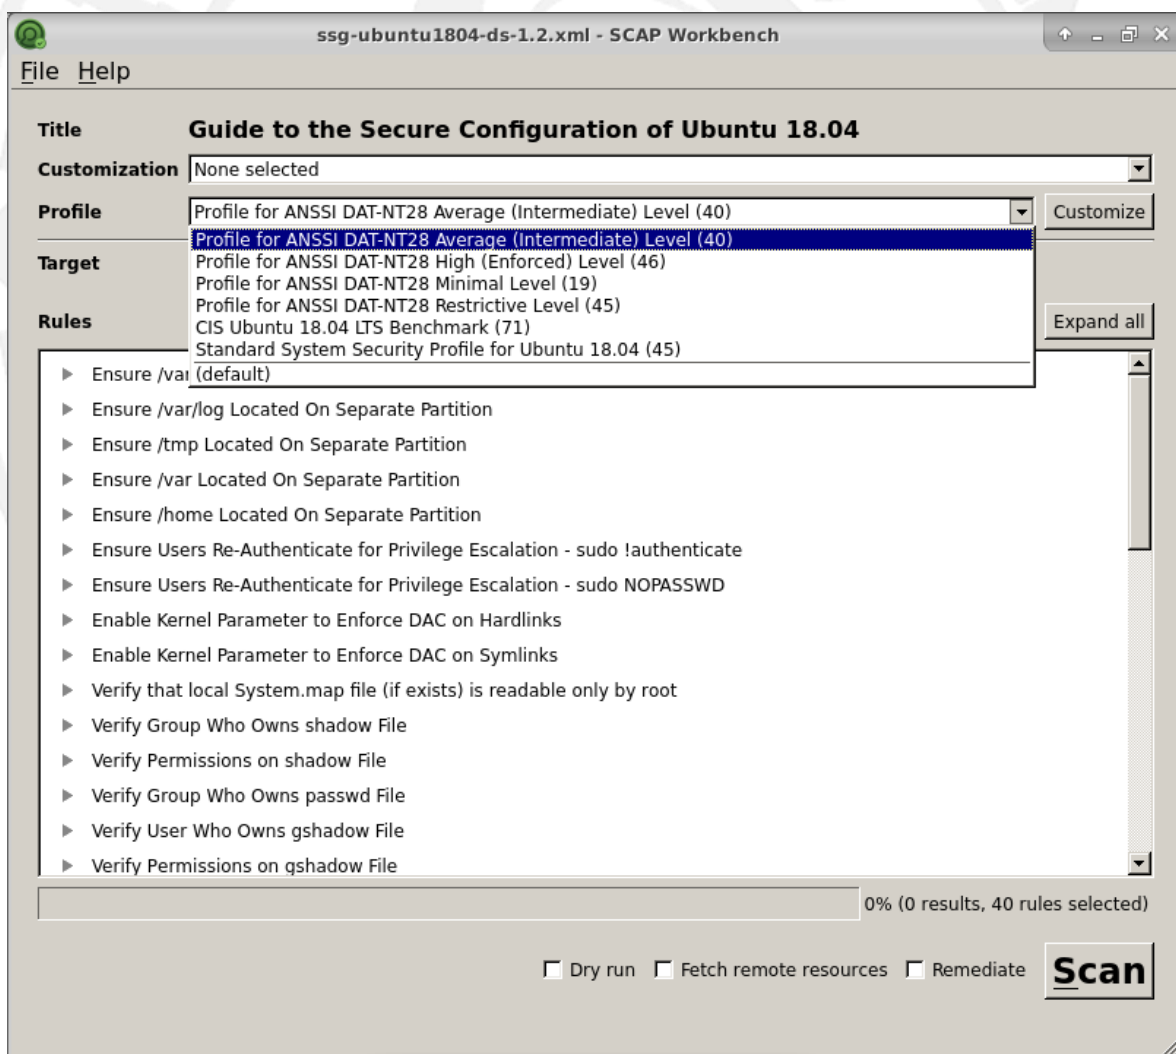 ssg-ubuntu1804-ds-1.2.xml - SCAP Workbench
File Help
Title Guide to the Secure Configuration of Ubuntu 18.04
Customization None selected
Profile Profile for ANSSI DAT-NT28 Average (Intermediate) Level (40) Customize
Profile for ANSSI DAT-NT28 Average (Intermediate) Level (40)
Profile for ANSSI DAT-NT28 High (Enforced) Level (46)
Target
Profile for ANSSI DAT-NT28 Minimal Level (19)
Profile for ANSSI DAT-NT28 Restrictive Level (45)
Rules
CIS Ubuntu 18.04 LTS Benchmark (71)
Expand all
Standard System Security Profile for Ubuntu 18.04 (45)
(default)
Ensure /var
Ensure /var/log Located On Separate Partition
Ensure /tmp Located On Separate Partition
Ensure /var Located On Separate Partition
Ensure /home Located On Separate Partition
Ensure Users Re-Authenticate for Privilege Escalation - sudo !authenticate
Ensure Users Re-Authenticate for Privilege Escalation - sudo NOPASSWD
Enable Kernel Parameter to Enforce DAC on Hardlinks
Enable Kernel Parameter to Enforce DAC on Symlinks
Verify that local System.map file (if exists) is readable only by root
Verify Group Who Owns shadow File
Verify Permissions on shadow File
Verify Group Who Owns passwd File
Verify User Who Owns gshadow File
Verify Permissions on gshadow File
0% (0 results, 40 rules selected)
Dry run Fetch remote resources Remediate Scan